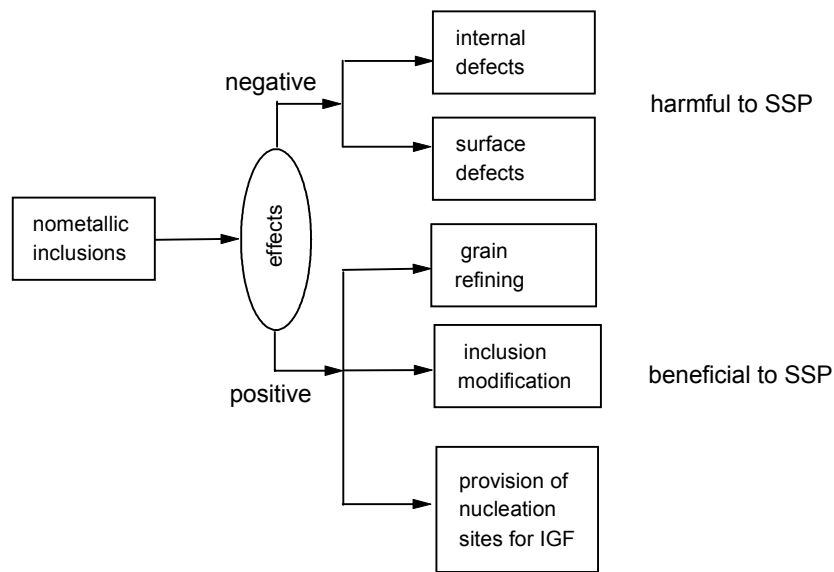 nometallic
inclusions
effects
negative
internal
defects
surface
defects
harmful to SSP
positive
grain
refining
inclusion
modification
provision of
nucleation
sites for IGF
beneficial to SSP